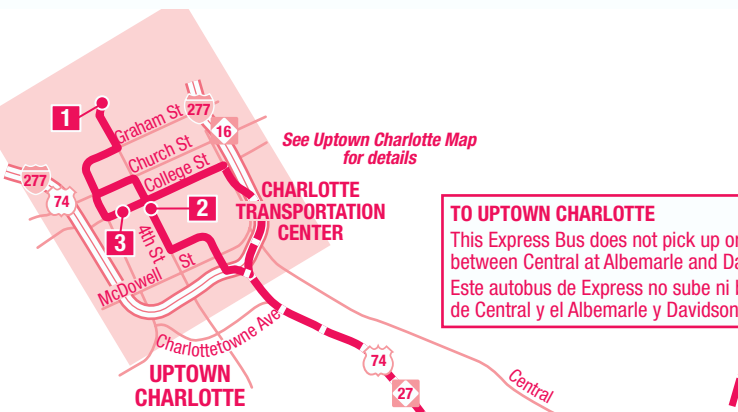 1
Graham St
277
16
Church St
College St
See Uptown Charlotte Map
for details
277
74
CHARLOTTE
TRANSPORTATION
CENTER
2
3
4th St
McDowell St
TO UPTOWN CHARLOTTE
This Express Bus does not pick up
between Central at Albemarle and
Este autobus de Express no sube ni
de Central y el Albemarle y Davidson
Charlottetowne Ave
74
UPTOWN
CHARLOTTE
27
Central